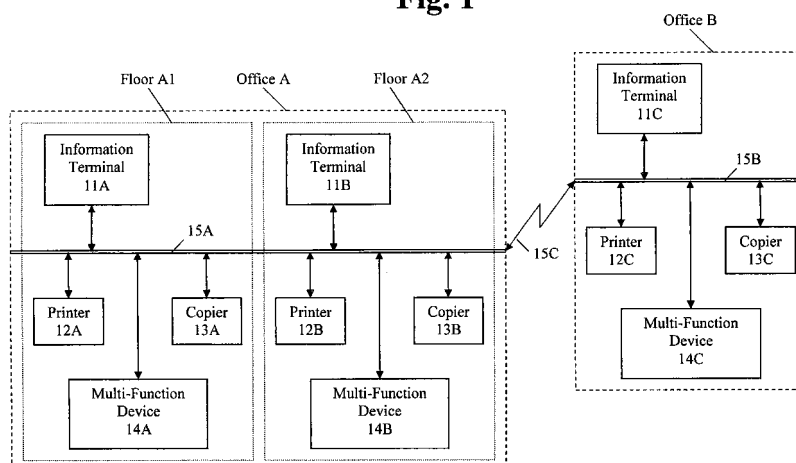 Fig. 1
Office B
Floor A1
Office A
Floor A2
Information
Terminal
11A
Information
Terminal
11B
Information
Terminal
11C
15A
15B
15C
Printer
12A
Copier
13A
Printer
12B
Copier
13B
Printer
12C
Copier
13C
Multi-Function
Device
14A
Multi-Function
Device
14B
Multi-Function
Device
14C